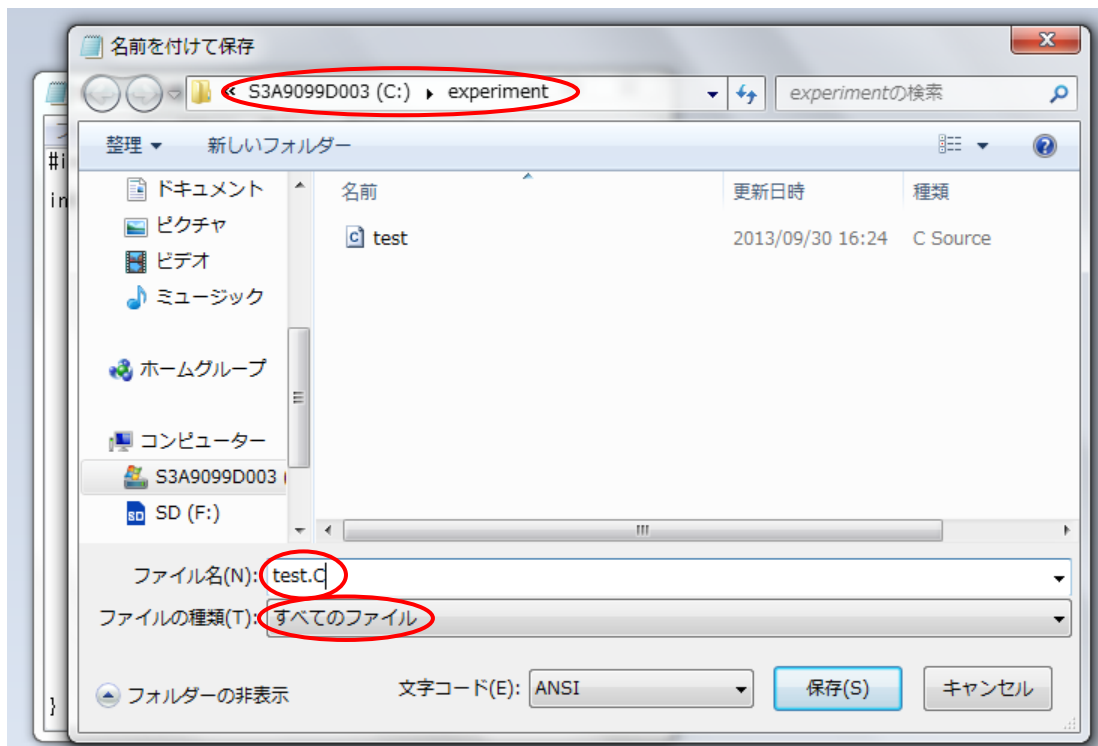 名前を付けて保存
« S3A9099D003 (C:) ▸ experiment
experimentの検索
整理 ▼ 新しいフォルダー
#i
in
ドキュメント
ピクチャ
ビデオ
ミュージック
ホームグループ
コンピューター
S3A9099D003 (
SD (F:)
名前 更新日時 種類
test 2013/09/30 16:24 C Source
ファイル名(N): test.C
ファイルの種類(T): すべてのファイル
}
フォルダーの非表示 文字コード(E): ANSI 保存(S) キャンセル